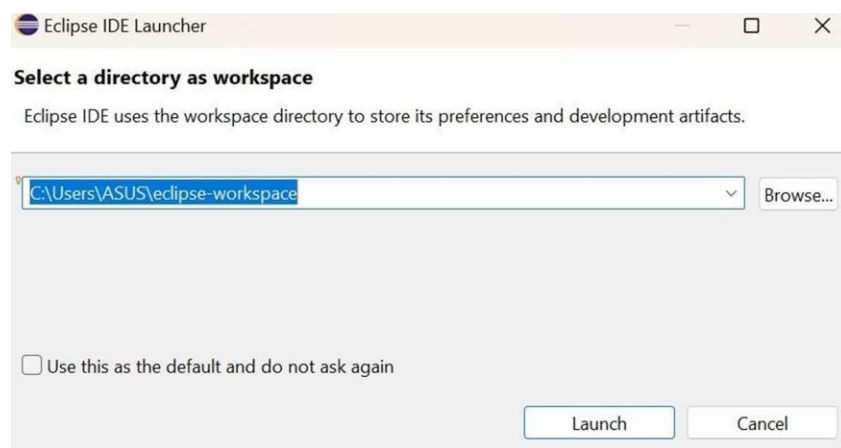 Eclipse IDE Launcher
Select a directory as workspace
Eclipse IDE uses the workspace directory to store its preferences and development artifacts.
C:\Users\ASUS\eclipse-workspace
Browse...
Use this as the default and do not ask again
Launch
Cancel